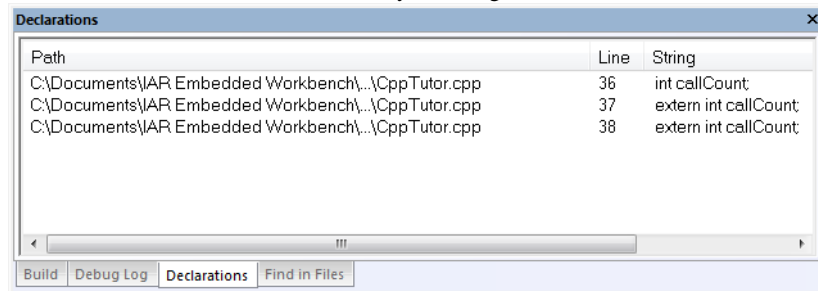 Declarations
Path Line String
C:\Documents\IAR Embedded Workbench\...\CppTutor.cpp 36 int callCount;
C:\Documents\IAR Embedded Workbench\...\CppTutor.cpp 37 extern int callCount;
C:\Documents\IAR Embedded Workbench\...\CppTutor.cpp 38 extern int callCount;
Build Debug Log Declarations Find in Files